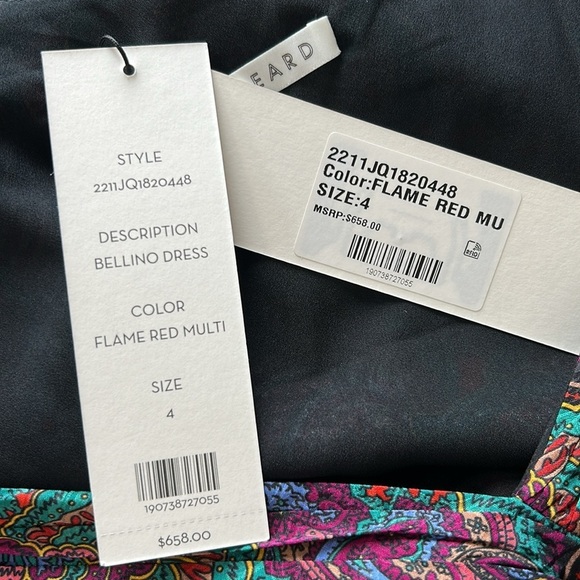 EARD
STYLE
2211JQ1820448
DESCRIPTION
BELLINO DRESS
COLOR
FLAME RED MULTI
SIZE
4
190738727055
$658.00
2211JQ1820448
Color:FLAME RED MU
SIZE:4
MSRP:$658.00
190738727055